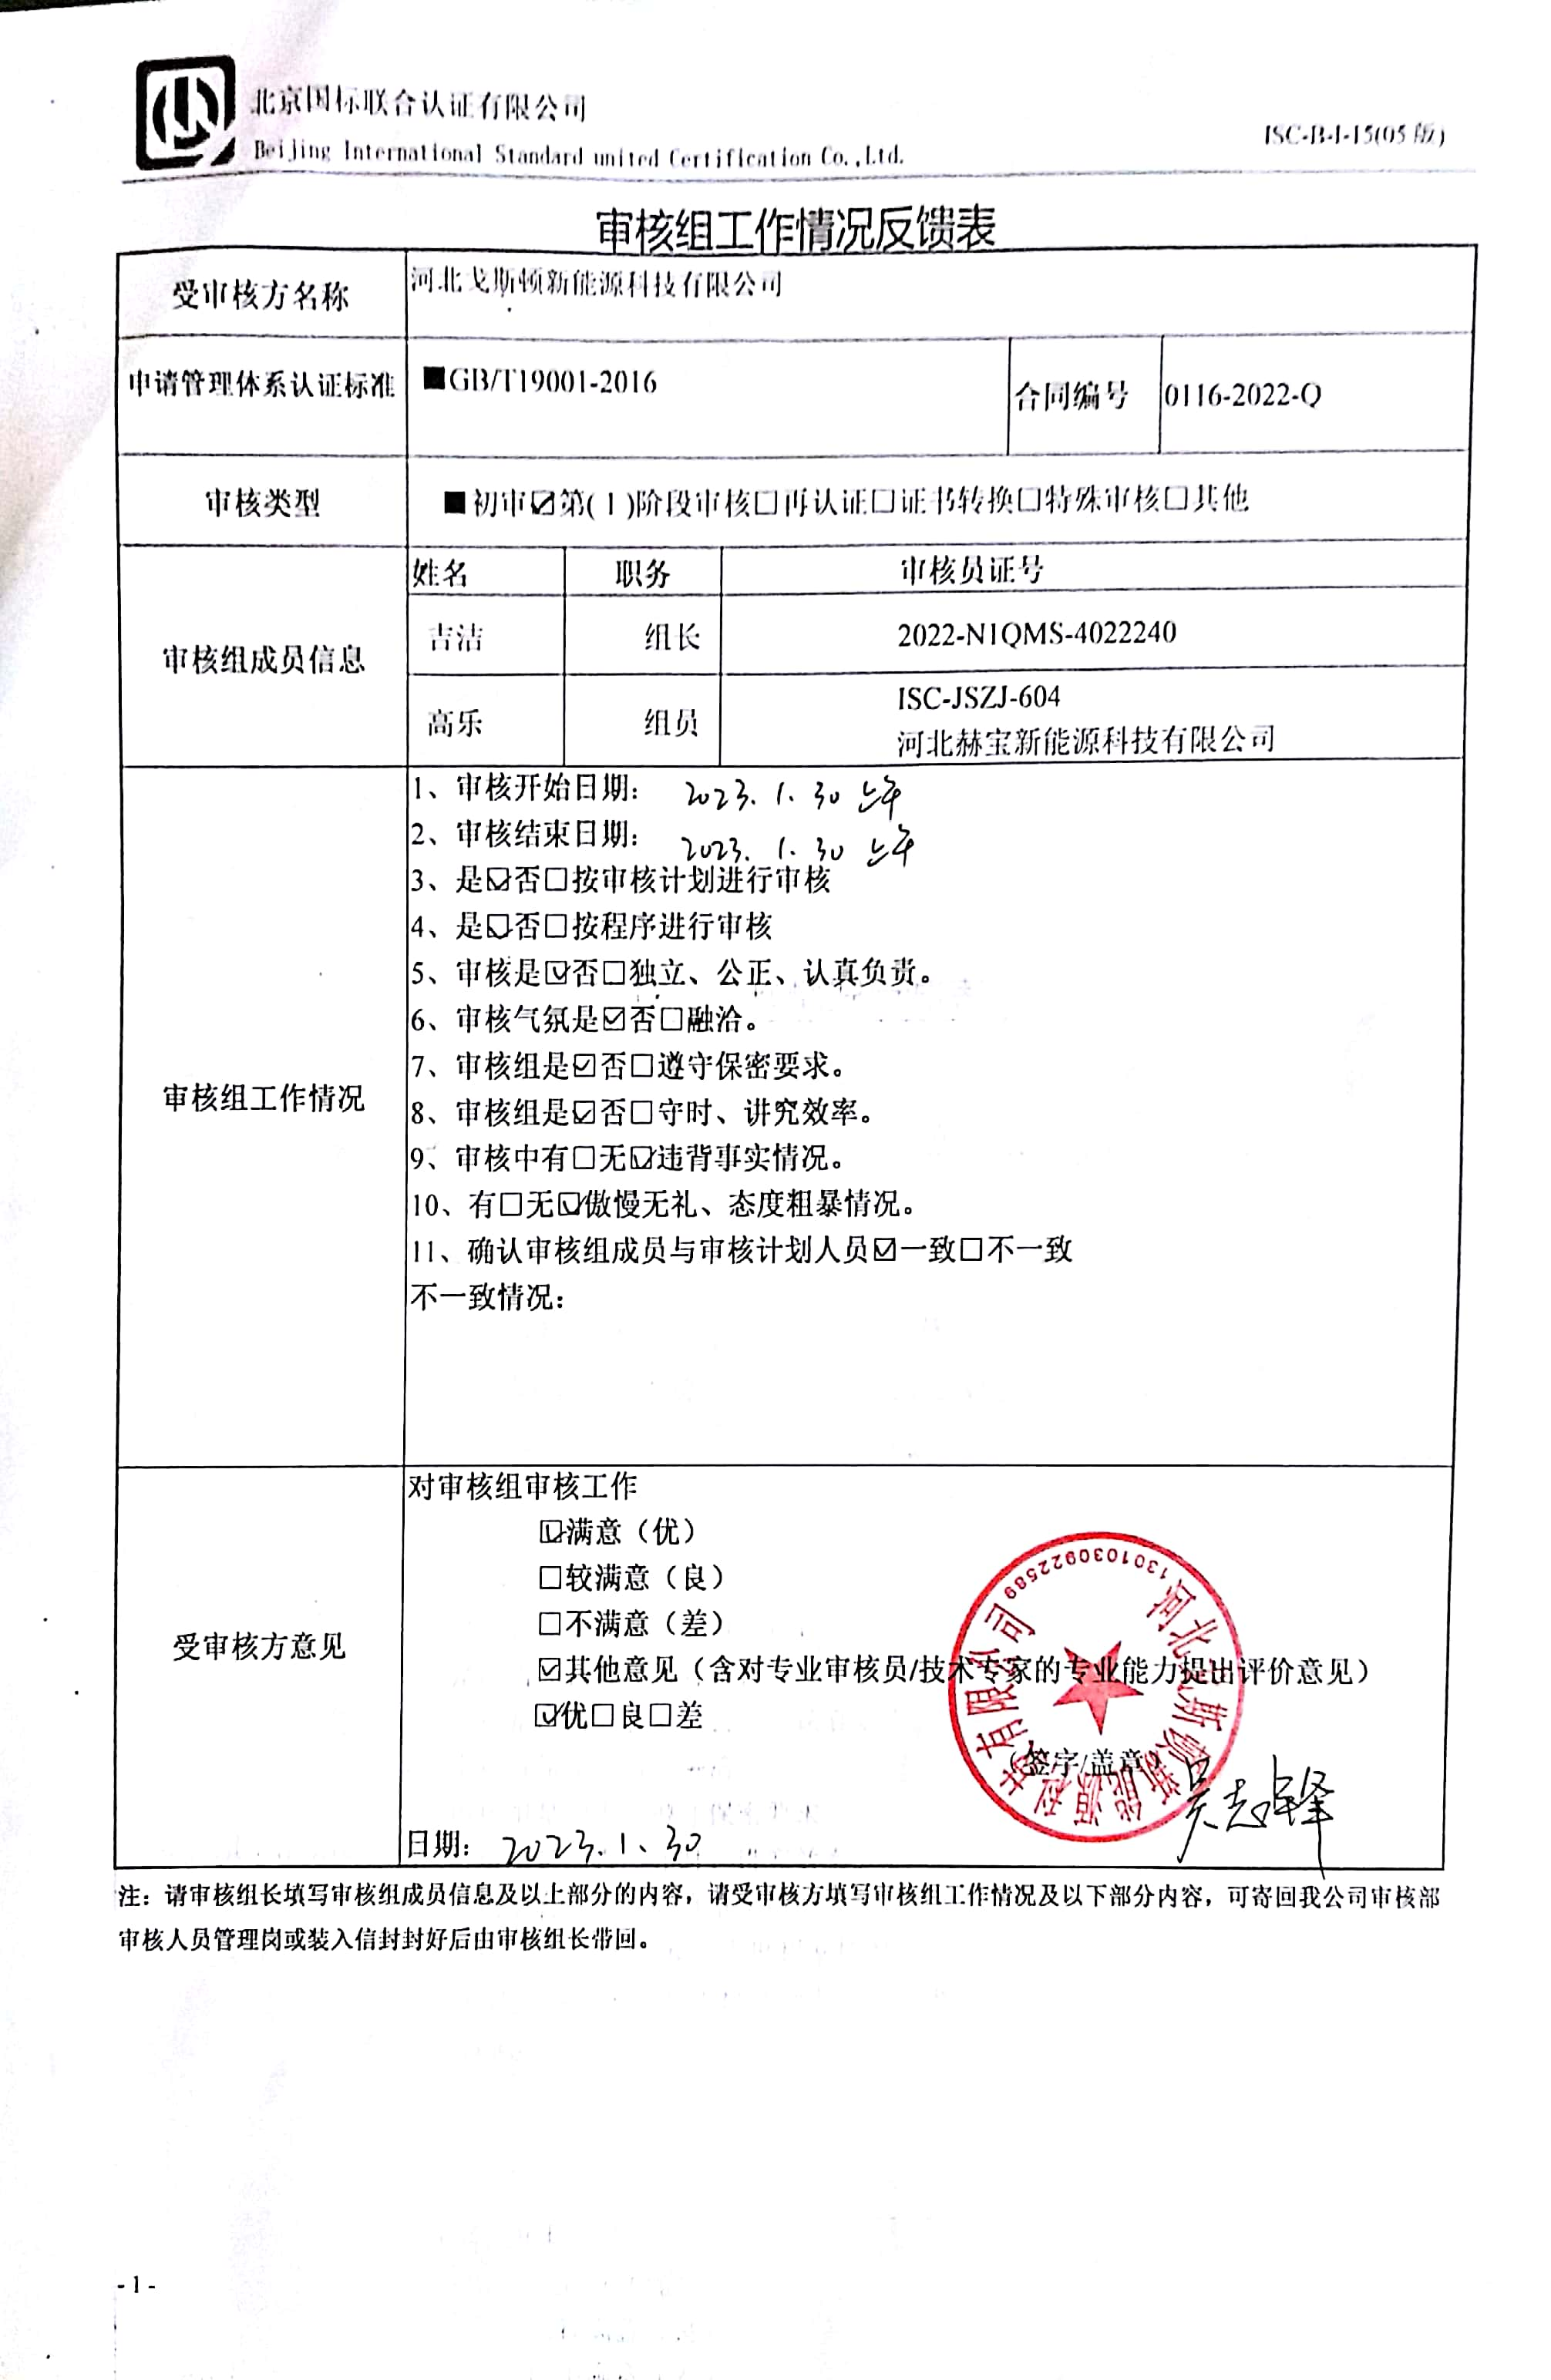 北京国标联合认证有限公司
Beijing International Standard united Certification Co.,Ltd.
ISC-B-I-15(05版)
审核组工作情况反馈表
受审核方名称 河北戈斯顿新能源科技有限公司
申请管理体系认证标准 ■GB/T19001-2016 合同编号 0116-2022-Q
审核类型 ■初审☑第(1)阶段审核□再认证□证书转换□特殊审核□其他
审核组成员信息
姓名 职务 审核员证号
吉洁 组长 2022-N1QMS-4022240
高乐 组员 ISC-JSZJ-604
河北赫宝新能源科技有限公司
审核组工作情况
1、审核开始日期： 2023.1.30 上午
2、审核结束日期： 2023.1.30 上午
3、是☑否□按审核计划进行审核
4、是☑否□按程序进行审核
5、审核是☑否□独立、公正、认真负责。
6、审核气氛是☑否□融洽。
7、审核组是☑否□遵守保密要求。
8、审核组是☑否□守时、讲究效率。
9、审核中有□无☑违背事实情况。
10、有□无☑傲慢无礼、态度粗暴情况。
11、确认审核组成员与审核计划人员☑一致□不一致
不一致情况：
受审核方意见
对审核组审核工作
☑满意（优）
□较满意（良）
□不满意（差）
☑其他意见（含对专业审核员/技术专家的专业能力提出评价意见）
☑优□良□差
（签字/盖章）
吴志锋
河北戈斯顿新能源科技有限公司
1301030922589
日期： 2023.1.30
注：请审核组长填写审核组成员信息及以上部分的内容，请受审核方填写审核组工作情况及以下部分内容，可寄回我公司审核部
审核人员管理岗或装入信封封好后由审核组长带回。
-1-